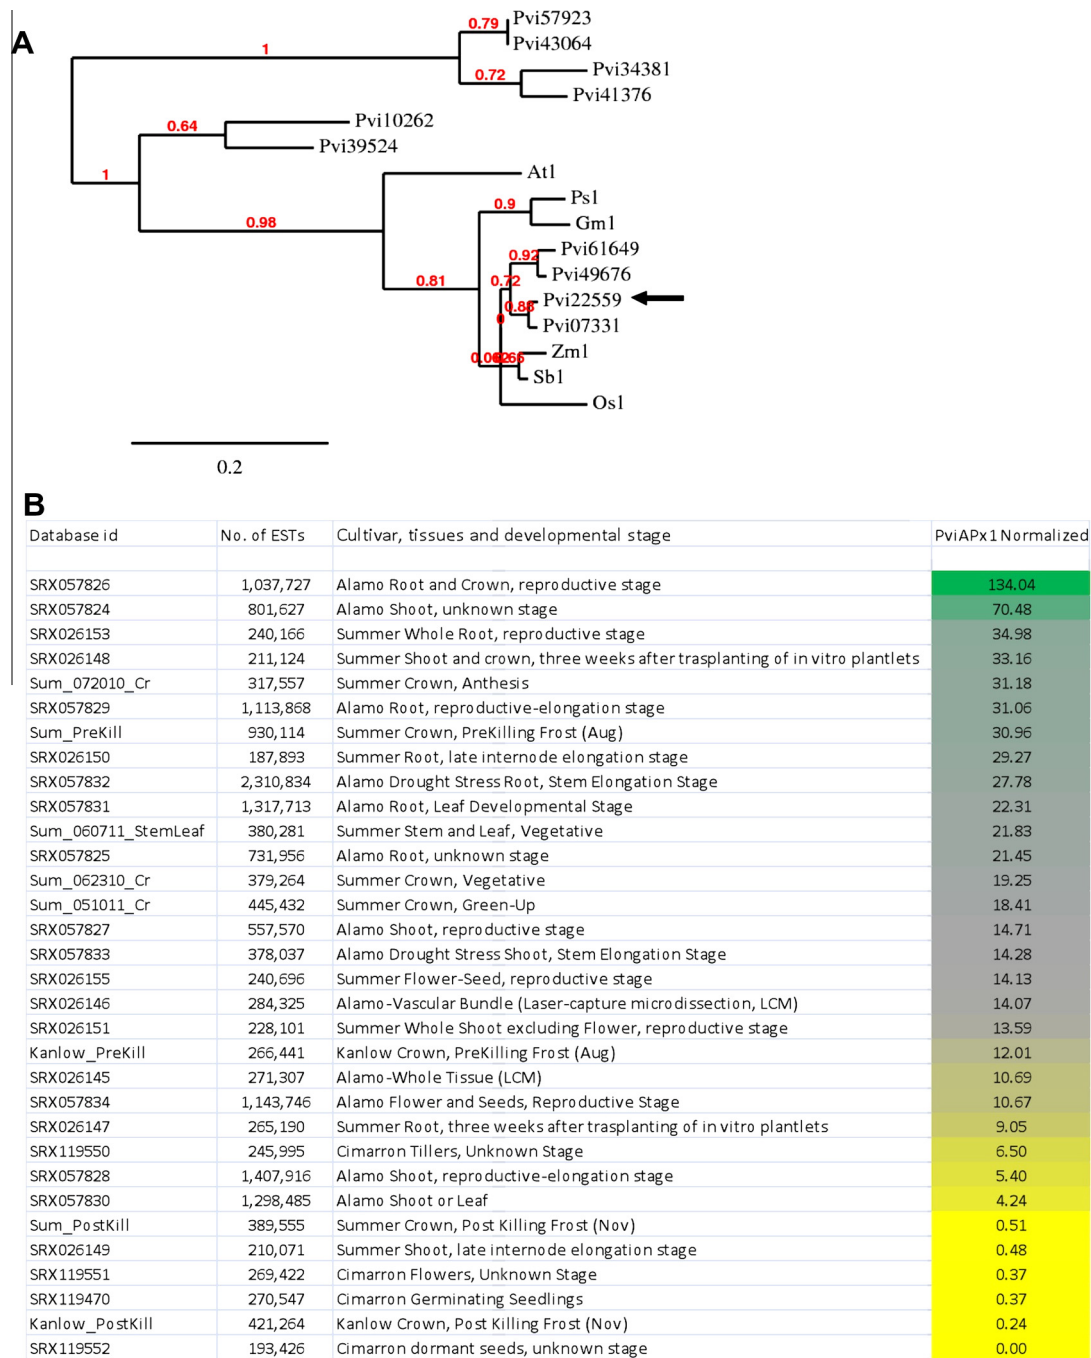 A
0.79
Pvi57923
Pvi43064
1
0.72
Pvi34381
Pvi41376
0.64
Pvi10262
Pvi39524
1
At1
0.98
0.9
Ps1
Gm1
0.92
Pvi61649
0.81
0.72
Pvi49676
0.88
Pvi22559
0
Pvi07331
Zm1
Sb1
Os1
0.2
B
Database id No. of ESTs Cultivar, tissues and developmental stage PviAPx1 Normalized
SRX057826 1,037,727 Alamo Root and Crown, reproductive stage 134.04
SRX057824 801,627 Alamo Shoot, unknown stage 70.48
SRX026153 240,166 Summer Whole Root, reproductive stage 34.98
SRX026148 211,124 Summer Shoot and crown, three weeks after trasplanting of in vitro plantlets 33.16
Sum_072010_Cr 317,557 Summer Crown, Anthesis 31.18
SRX057829 1,113,868 Alamo Root, reproductive-elongation stage 31.06
Sum_PreKill 930,114 Summer Crown, PreKilling Frost (Aug) 30.96
SRX026150 187,893 Summer Root, late internode elongation stage 29.27
SRX057832 2,310,834 Alamo Drought Stress Root, Stem Elongation Stage 27.78
SRX057831 1,317,713 Alamo Root, Leaf Developmental Stage 22.31
Sum_060711_StemLeaf 380,281 Summer Stem and Leaf, Vegetative 21.83
SRX057825 731,956 Alamo Root, unknown stage 21.45
Sum_062310_Cr 379,264 Summer Crown, Vegetative 19.25
Sum_051011_Cr 445,432 Summer Crown, Green-Up 18.41
SRX057827 557,570 Alamo Shoot, reproductive stage 14.71
SRX057833 378,037 Alamo Drought Stress Shoot, Stem Elongation Stage 14.28
SRX026155 240,696 Summer Flower-Seed, reproductive stage 14.13
SRX026146 284,325 Alamo-Vascular Bundle (Laser-capture microdissection, LCM) 14.07
SRX026151 228,101 Summer Whole Shoot excluding Flower, reproductive stage 13.59
Kanlow_PreKill 266,441 Kanlow Crown, PreKilling Frost (Aug) 12.01
SRX026145 271,307 Alamo-Whole Tissue (LCM) 10.69
SRX057834 1,143,746 Alamo Flower and Seeds, Reproductive Stage 10.67
SRX026147 265,190 Summer Root, three weeks after trasplanting of in vitro plantlets 9.05
SRX119550 245,995 Cimarron Tillers, Unknown Stage 6.50
SRX057828 1,407,916 Alamo Shoot, reproductive-elongation stage 5.40
SRX057830 1,298,485 Alamo Shoot or Leaf 4.24
Sum_PostKill 389,555 Summer Crown, Post Killing Frost (Nov) 0.51
SRX026149 210,071 Summer Shoot, late internode elongation stage 0.48
SRX119551 269,422 Cimarron Flowers, Unknown Stage 0.37
SRX119470 270,547 Cimarron Germinating Seedlings 0.37
Kanlow_PostKill 421,264 Kanlow Crown, Post Killing Frost (Nov) 0.24
SRX119552 193,426 Cimarron dormant seeds, unknown stage 0.00